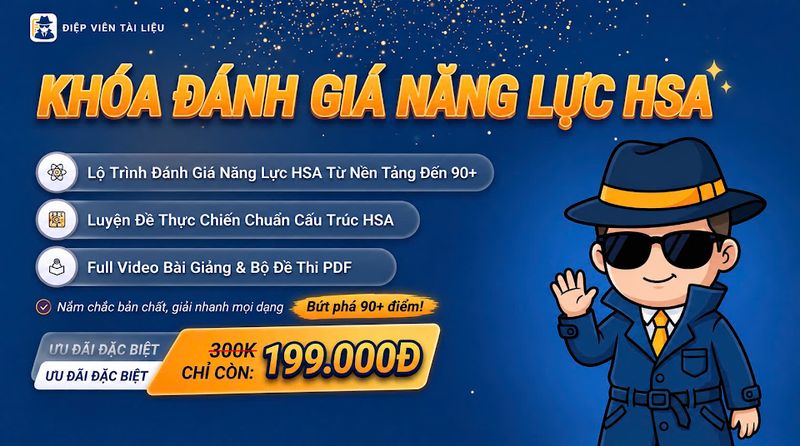 ĐIỆP VIÊN TÀI LIỆU
KHÓA ĐÁNH GIÁ NĂNG LỰC HSA
Lộ Trình Đánh Giá Năng Lực HSA Từ Nền Tảng Đến 90+
Luyện Đề Thực Chiến Chuẩn Cấu Trúc HSA
Full Video Bài Giảng & Bộ Đề Thi PDF
Nắm chắc bản chất, giải nhanh mọi dạng Bứt phá 90+ điểm!
ƯU ĐÃI ĐẶC BIỆT
ƯU ĐÃI ĐẶC BIỆT
300K
CHỈ CÒN: 199.000Đ